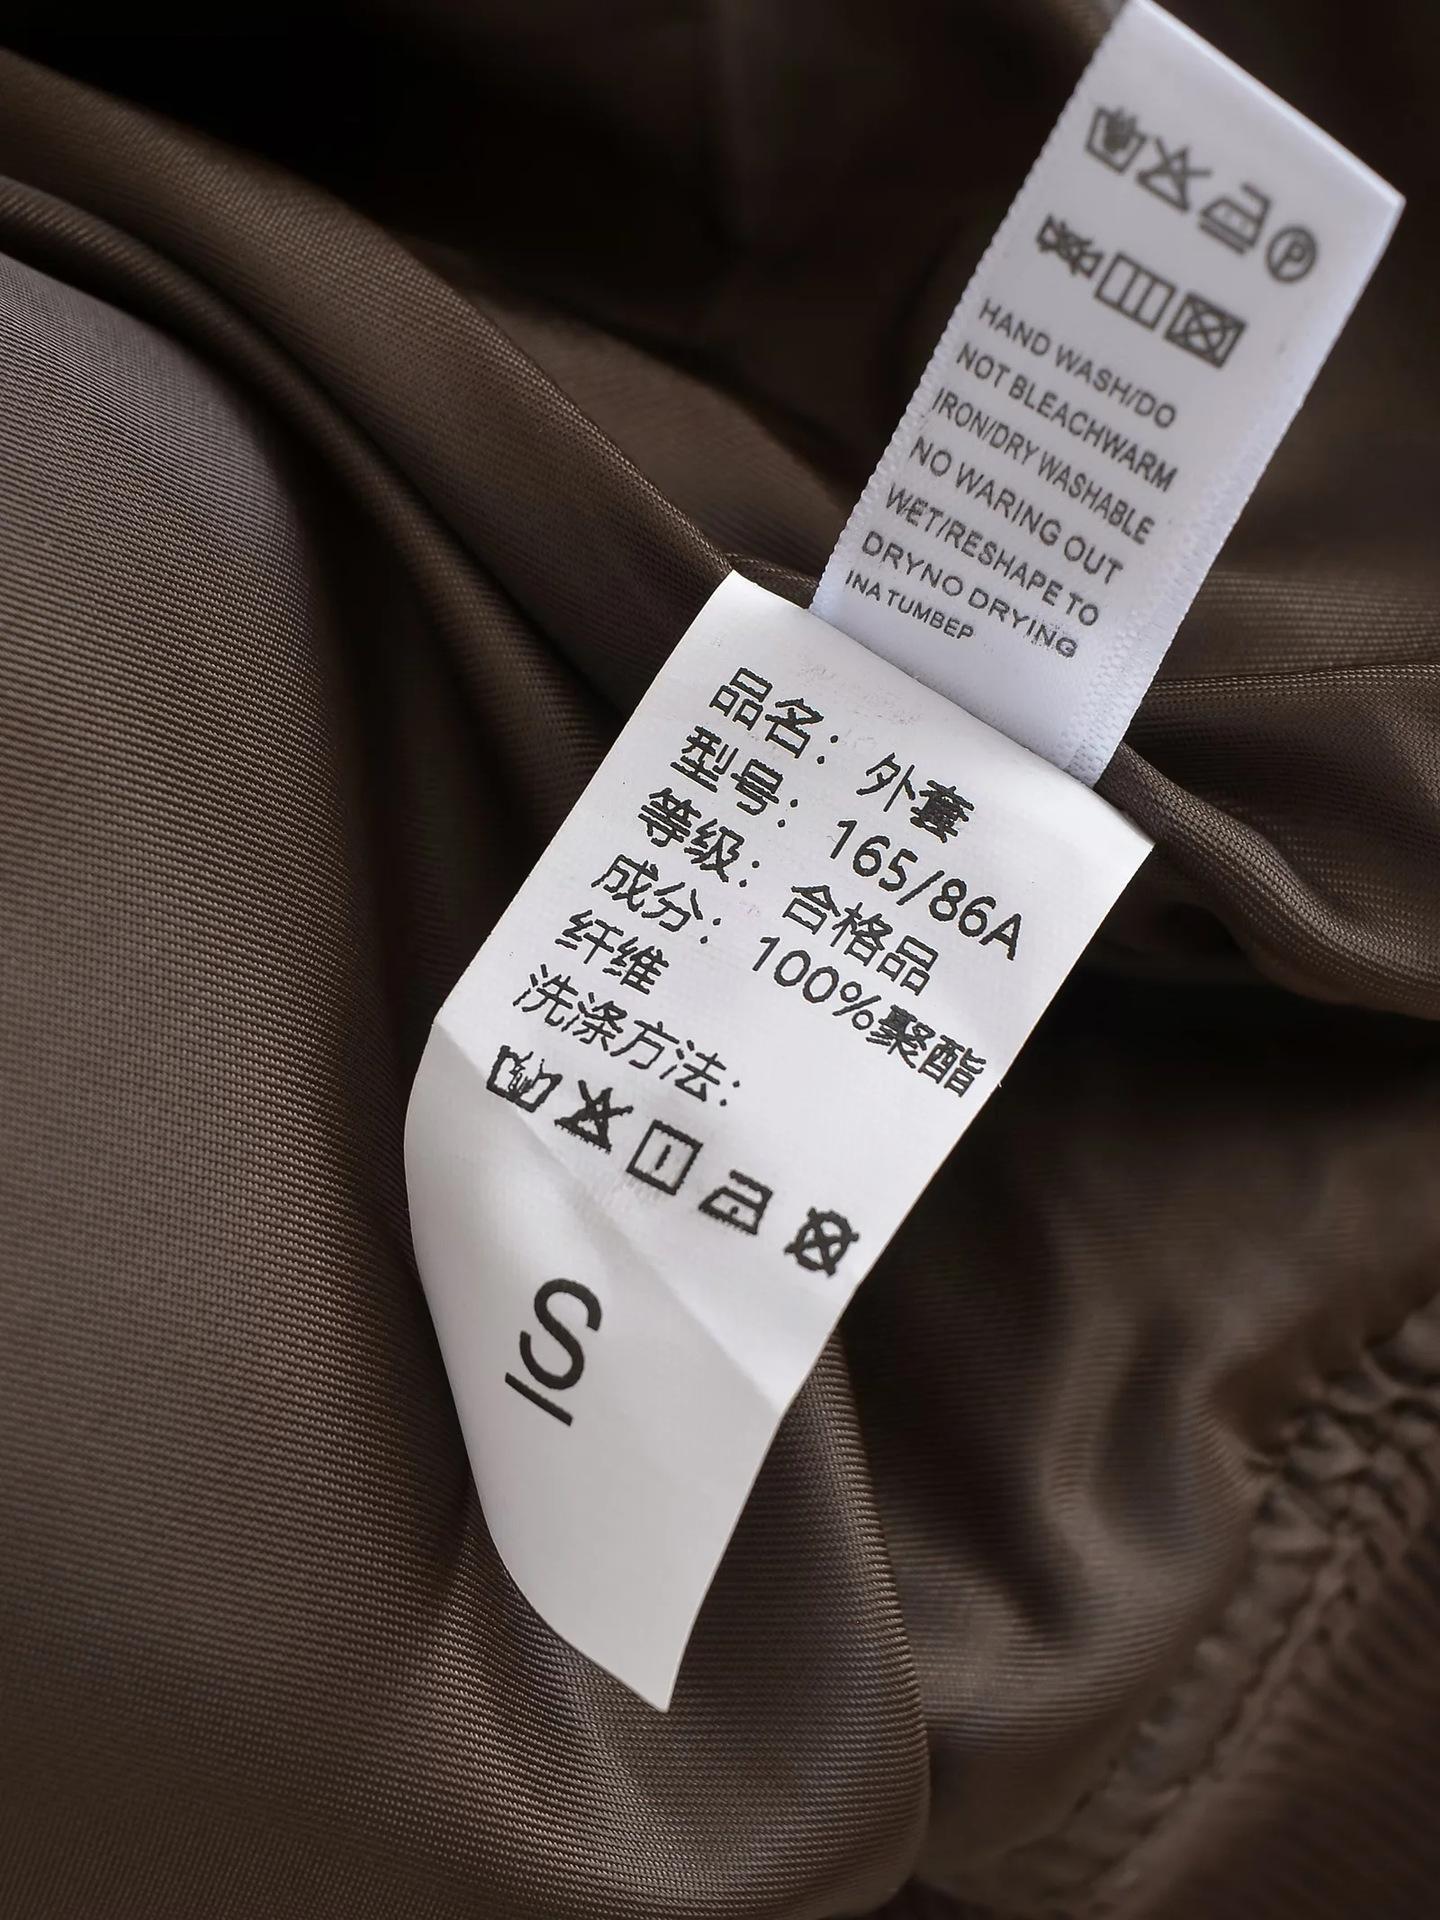 P
HAND WASH/DO
NOT BLEACHWARM
IRON/DRY WASHABLE
NO WARING OUT
WET/RESHAPE TO
DRYNO DRYING
INATUMBEP
品名：外套
型号：165/86A
等级：合格品
成分：100%聚酯
纤维
洗涤方法：
S